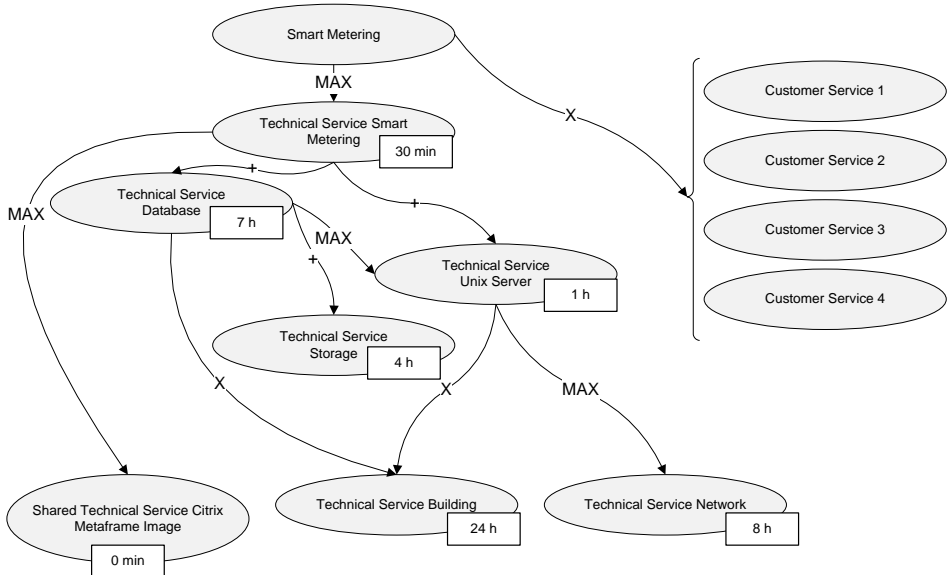 Smart Metering
MAX
Technical Service Smart
Metering
30 min
X
Customer Service 1
Customer Service 2
Customer Service 3
Customer Service 4
+
+
Technical Service
Database
7 h
MAX
MAX
+
Technical Service
Unix Server
1 h
Technical Service
Storage
4 h
X
X
MAX
Shared Technical Service Citrix
Metaframe Image
0 min
Technical Service Building
24 h
Technical Service Network
8 h